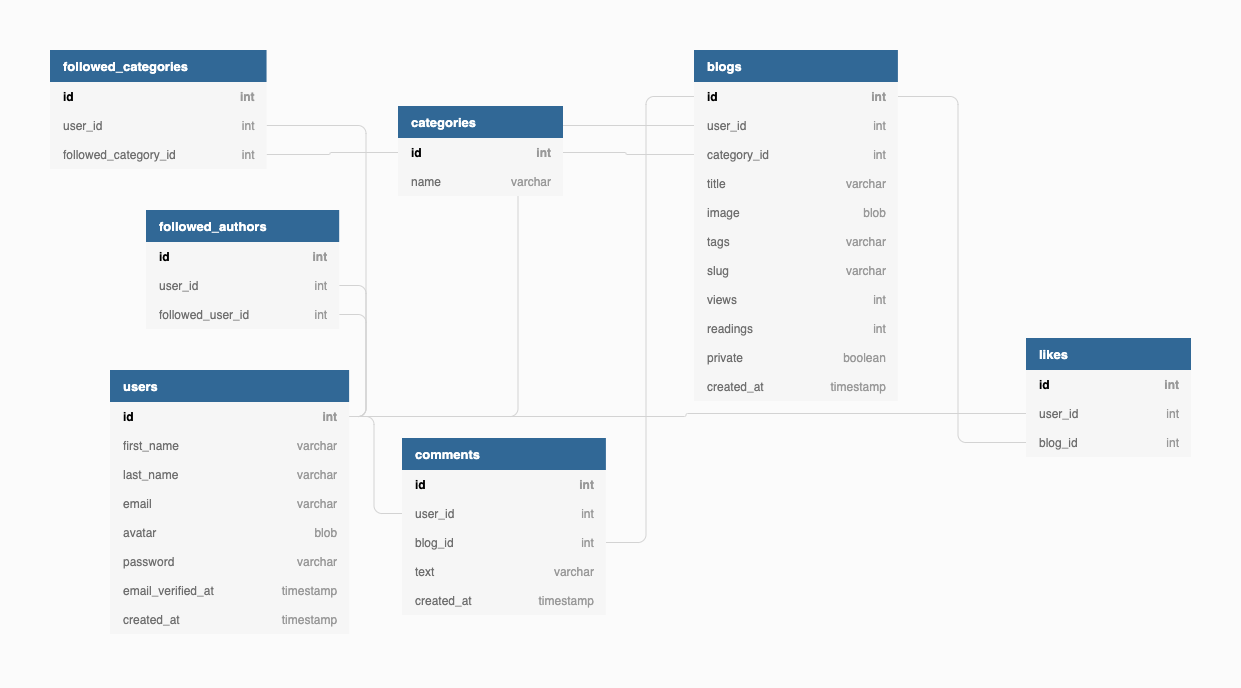 followed_categories
id int
user_id int
followed_category_id int
categories
id int
name varchar
blogs
id int
user_id int
category_id int
title varchar
image blob
tags varchar
slug varchar
views int
readings int
private boolean
created_at timestamp
followed_authors
id int
user_id int
followed_user_id int
users
id int
first_name varchar
last_name varchar
email varchar
avatar blob
password varchar
email_verified_at timestamp
created_at timestamp
comments
id int
user_id int
blog_id int
text varchar
created_at timestamp
likes
id int
user_id int
blog_id int